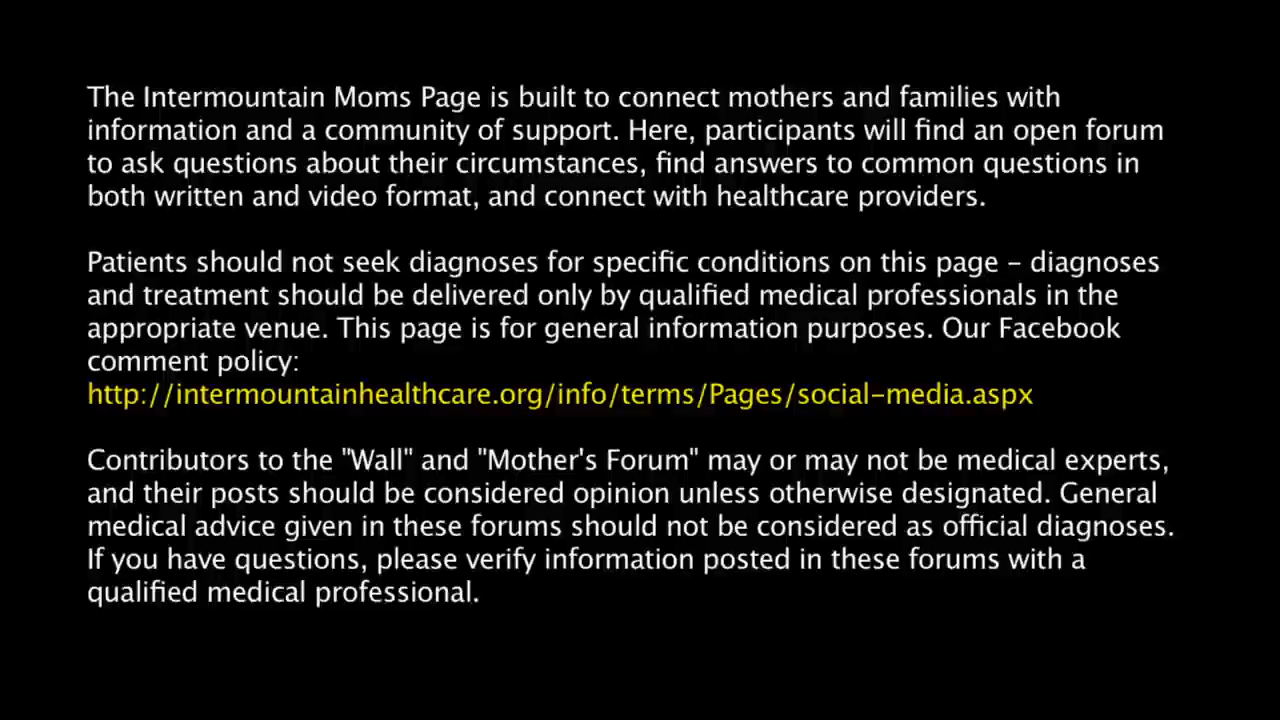 The Intermountain Moms Page is built to connect mothers and families with
information and a community of support. Here, participants will find an open forum
to ask questions about their circumstances, find answers to common questions in
both written and video format, and connect with healthcare providers.
Patients should not seek diagnoses for specific conditions on this page – diagnoses
and treatment should be delivered only by qualified medical professionals in the
appropriate venue. This page is for general information purposes. Our Facebook
comment policy:
http://intermountainhealthcare.org/info/terms/Pages/social-media.aspx
Contributors to the "Wall" and "Mother's Forum" may or may not be medical experts,
and their posts should be considered opinion unless otherwise designated. General
medical advice given in these forums should not be considered as official diagnoses.
If you have questions, please verify information posted in these forums with a
qualified medical professional.